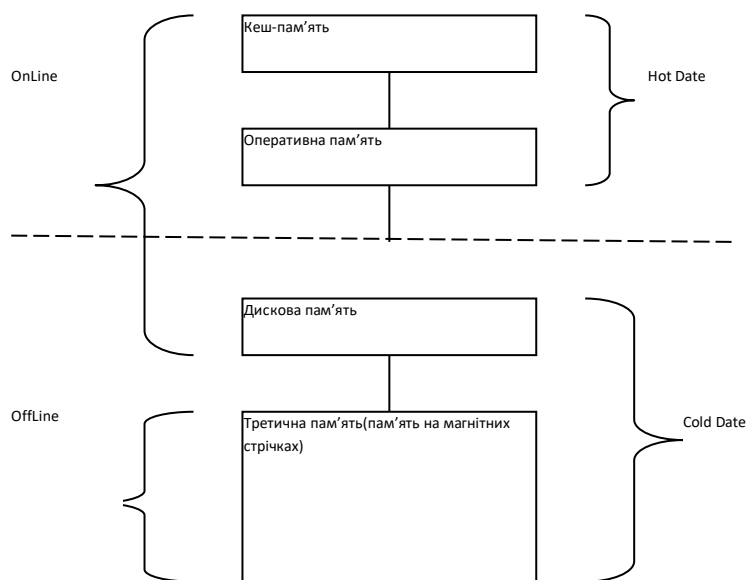 Кеш-пам’ять
OnLine
Hot Date
Оперативна пам’ять
Дискова пам’ять
OffLine
Третична пам’ять(пам’ять на магнітних
стрічках)
Cold Date